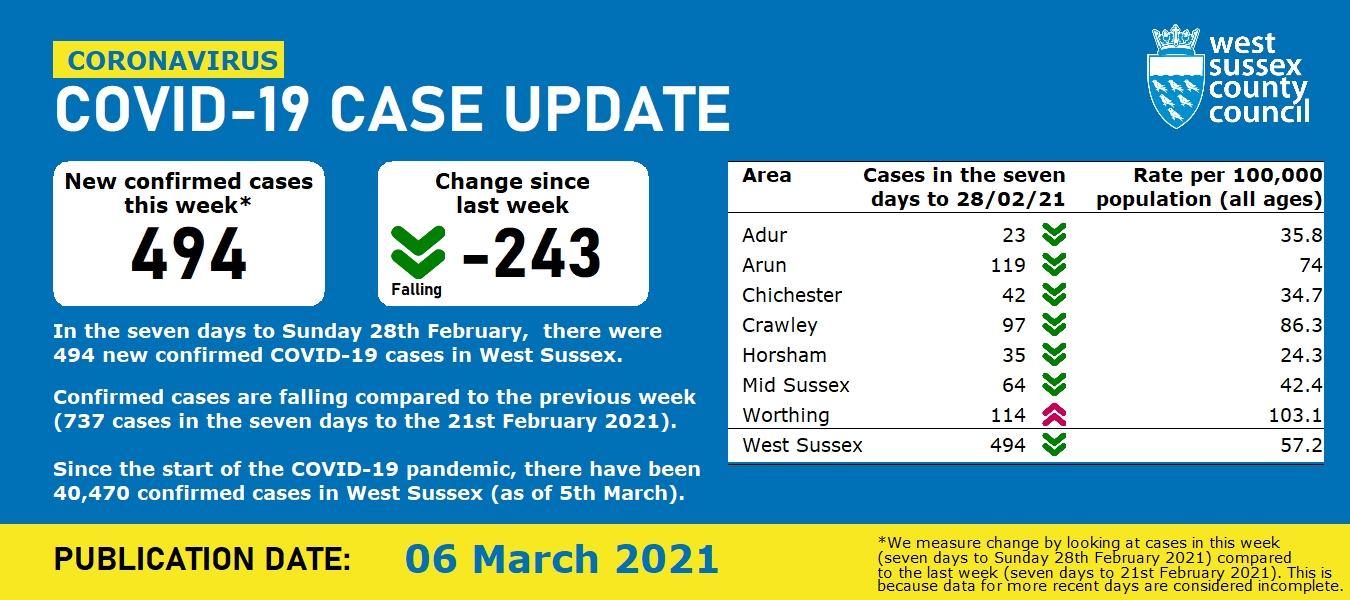 CORONAVIRUS
COVID-19 CASE UPDATE
west
sussex
county
council
New confirmed cases
this week*
494
Change since
last week
-243
Falling
In the seven days to Sunday 28th February, there were
494 new confirmed COVID-19 cases in West Sussex.
Confirmed cases are falling compared to the previous week
(737 cases in the seven days to the 21st February 2021).
Since the start of the COVID-19 pandemic, there have been
40,470 confirmed cases in West Sussex (as of 5th March).
Area Cases in the seven Rate per 100,000
days to 28/02/21 population (all ages)
Adur 23 35.8
Arun 119 74
Chichester 42 34.7
Crawley 97 86.3
Horsham 35 24.3
Mid Sussex 64 42.4
Worthing 114 103.1
West Sussex 494 57.2
PUBLICATION DATE: 06 March 2021
*We measure change by looking at cases in this week
(seven days to Sunday 28th February 2021) compared
to the last week (seven days to 21st February 2021). This is
because data for more recent days are considered incomplete.